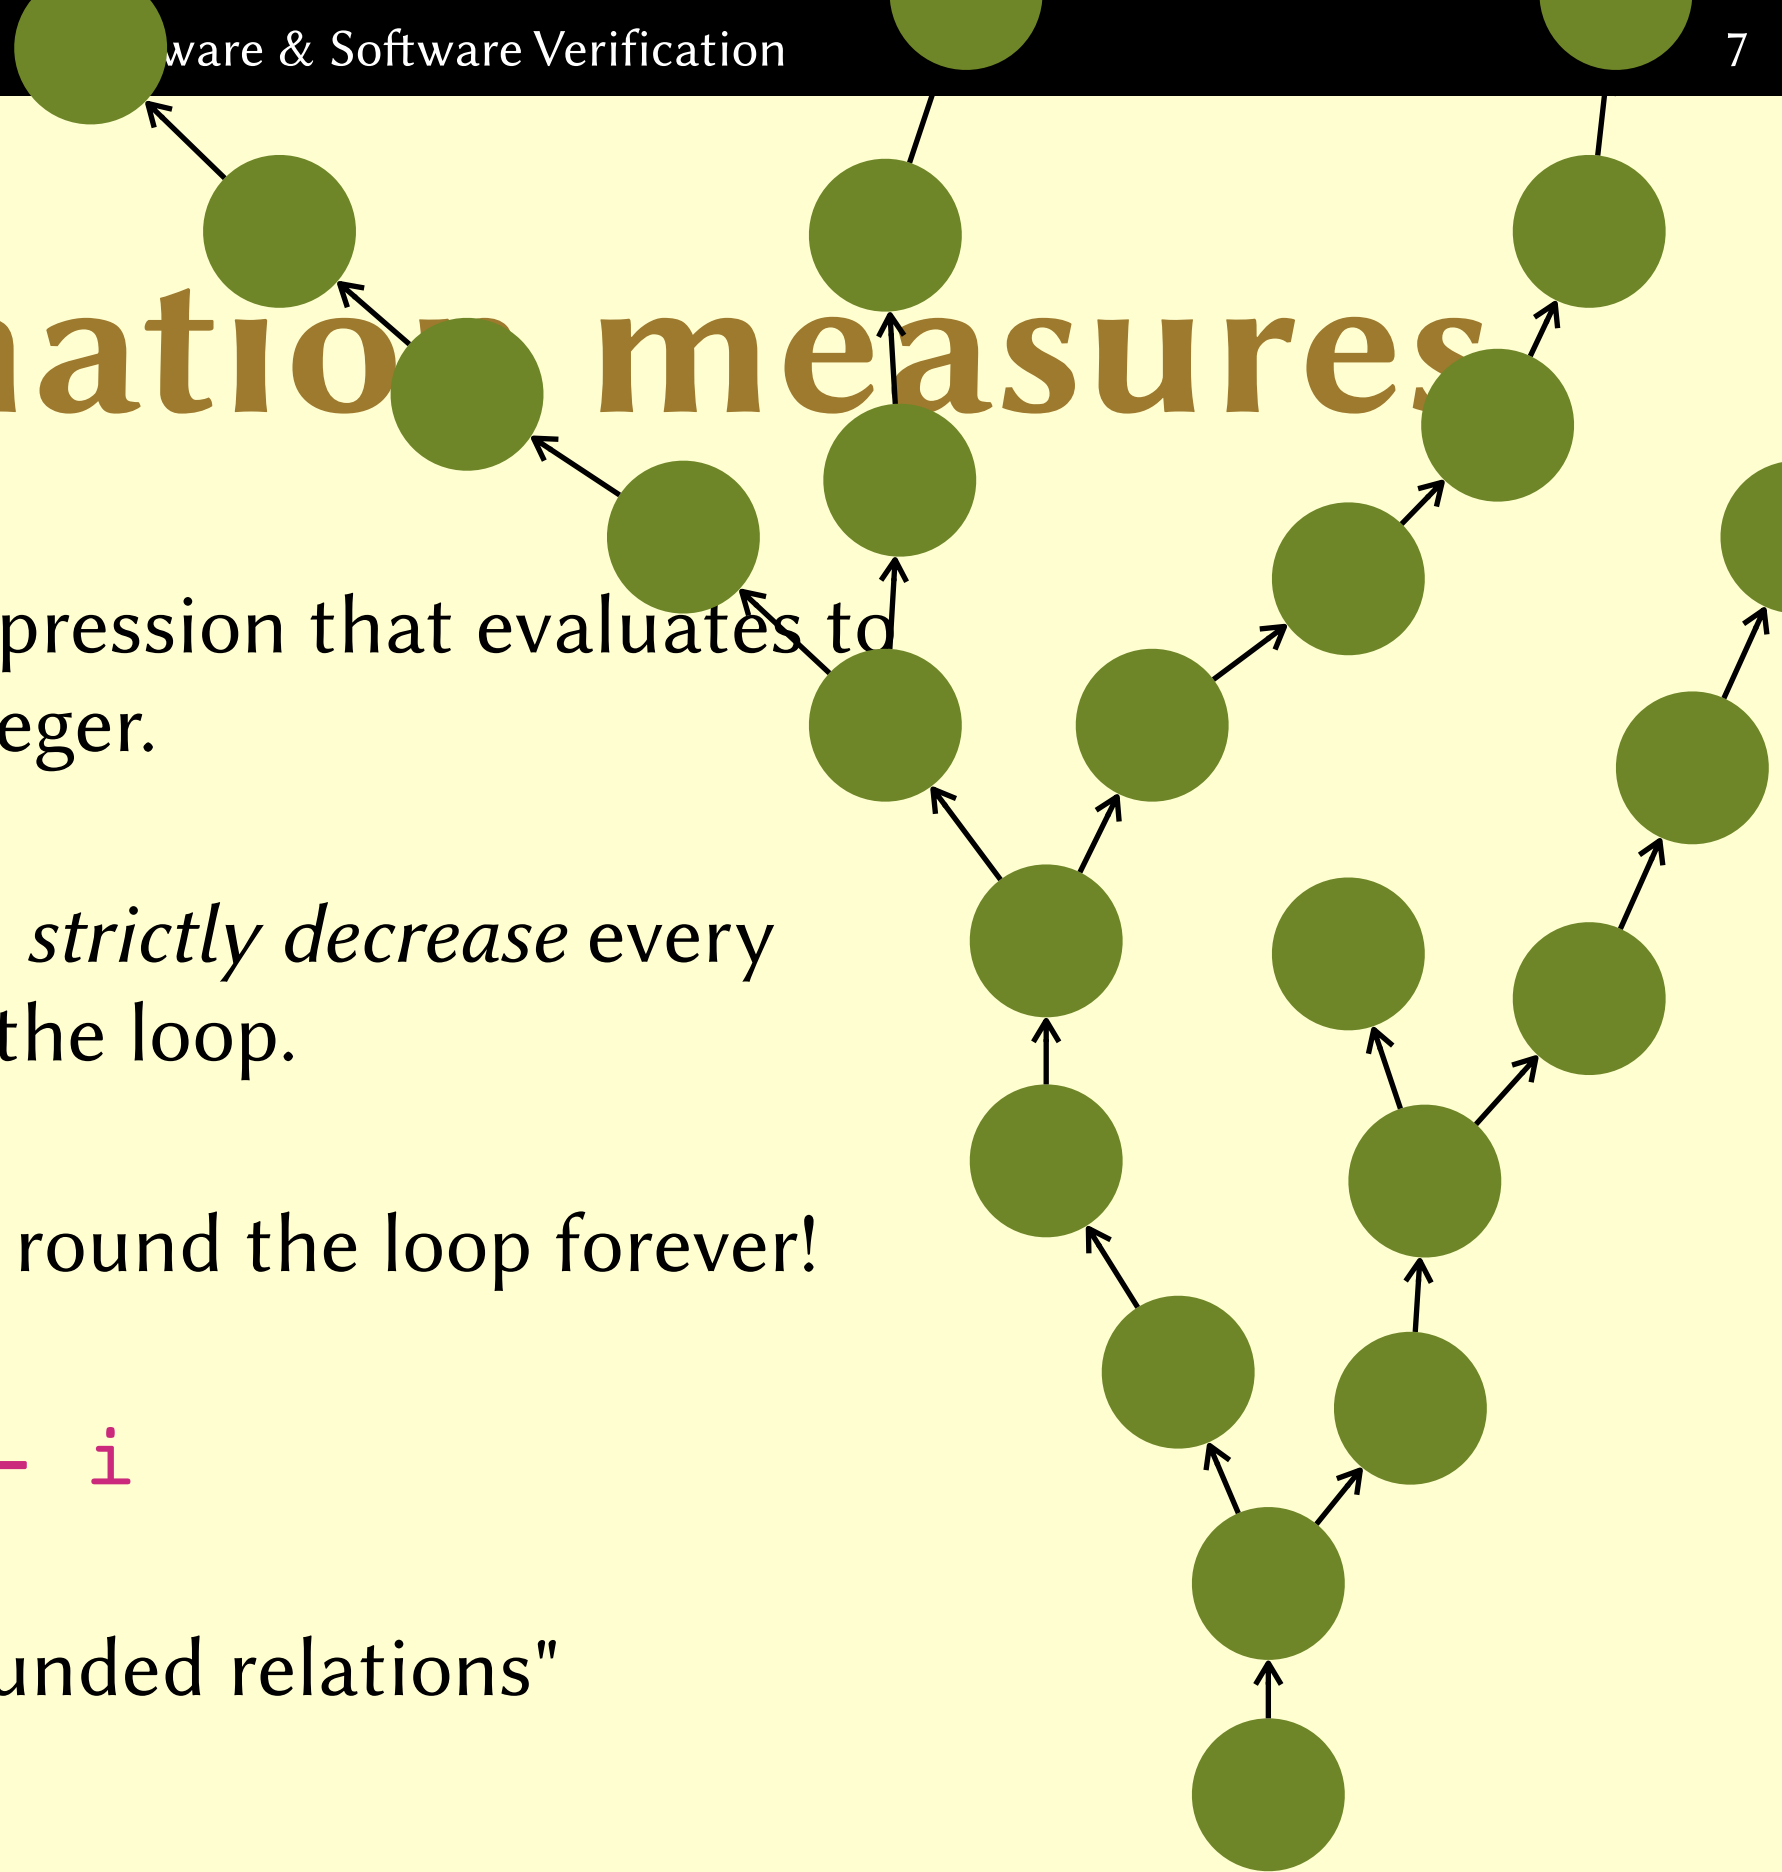 ware & Software Verification 7
nation measures
pression that evaluates to
eger.
strictly decrease every
the loop.
round the loop forever!
- i
unded relations"